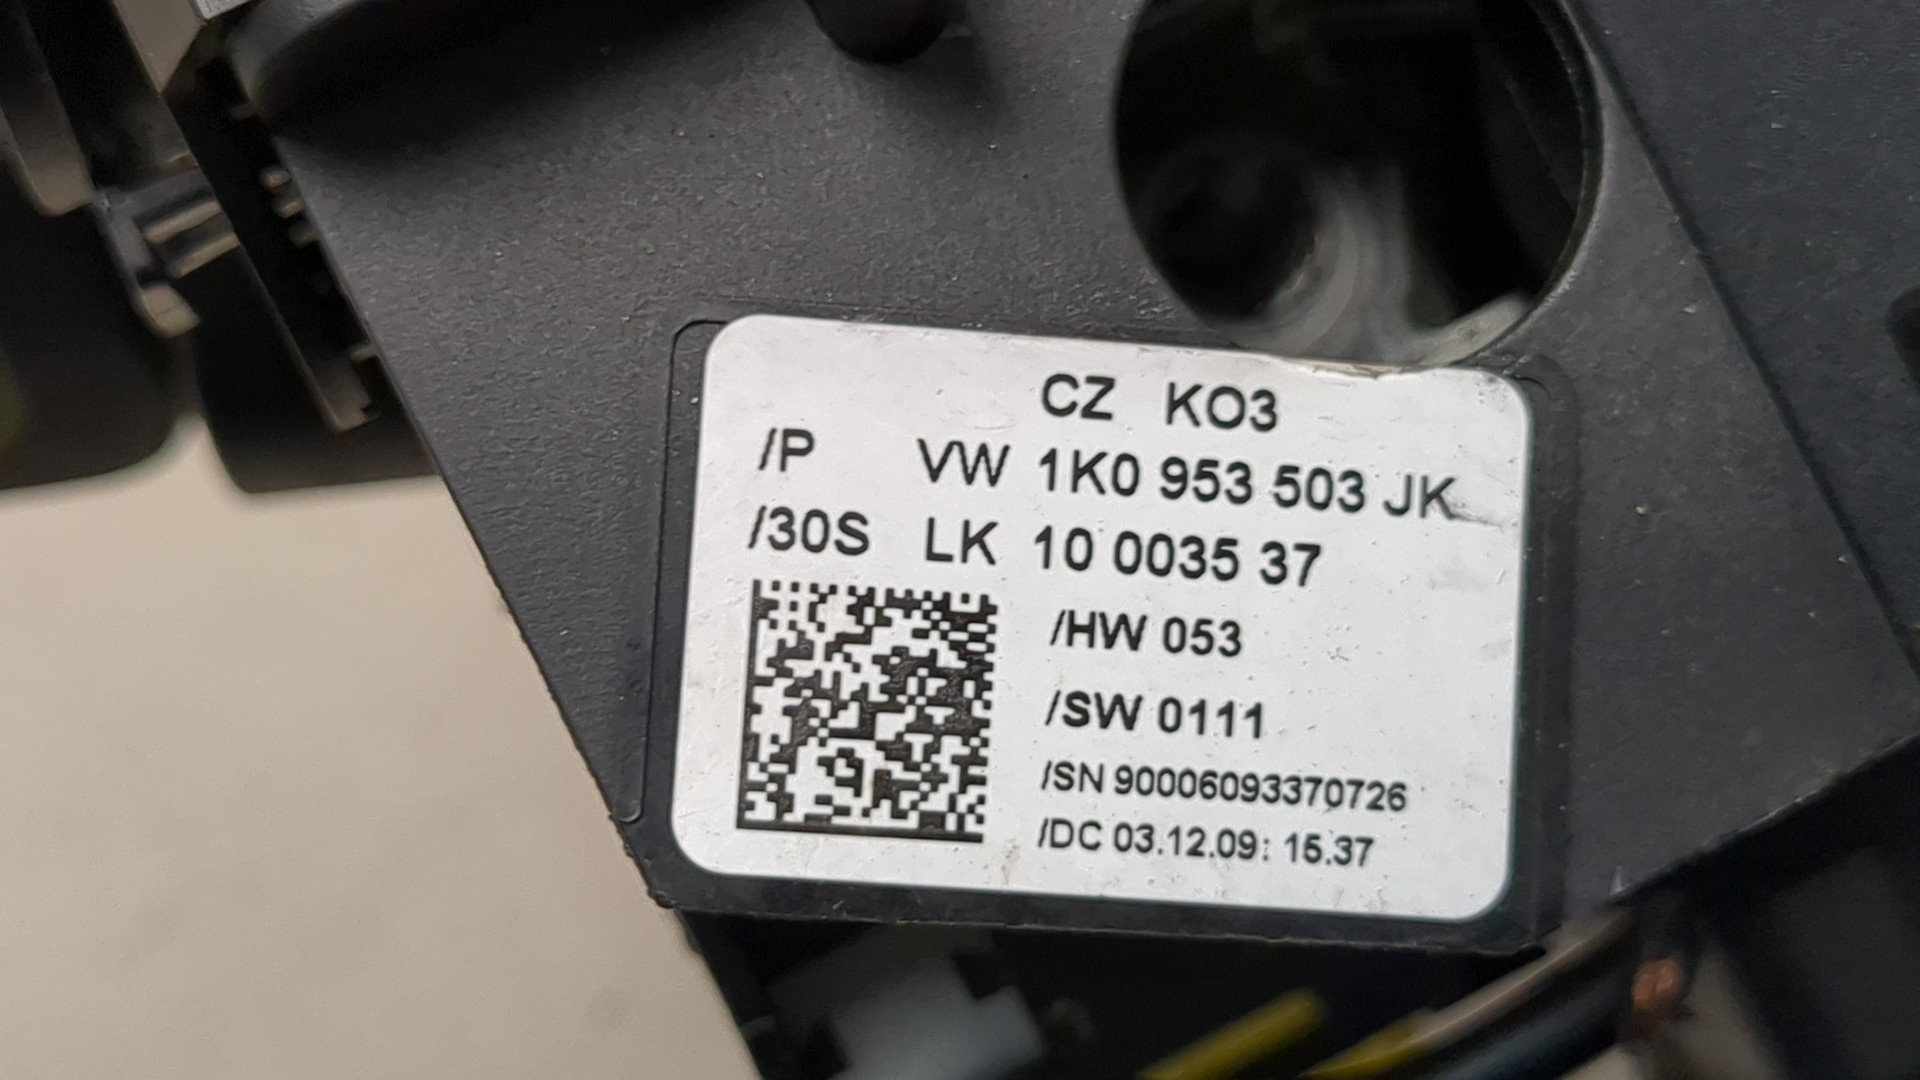 CZ KO3
/P VW 1K0 953 503 JK
/30S LK 10 0035 37
/HW 053
/SW 0111
/SN 90006093370726
/DC 03.12.09: 15.37